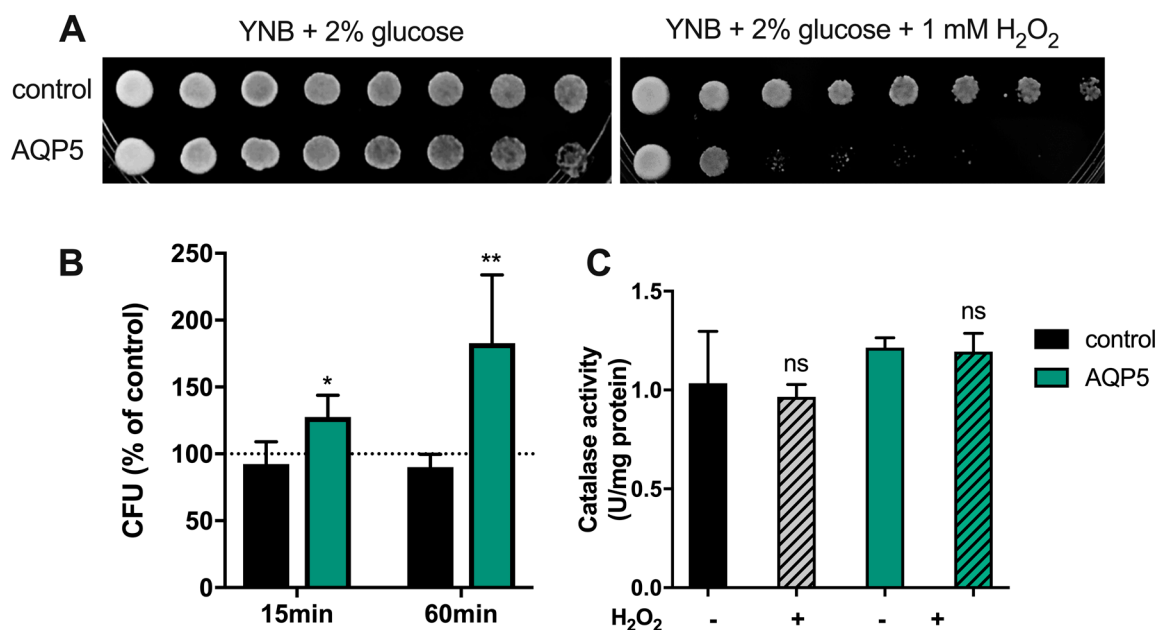 A
YNB + 2% glucose
YNB + 2% glucose + 1 mM H₂O₂
control
AQP5
B
CFU (% of control)
250
200
150
100
50
0
*
**
15min
60min
C
Catalase activity
(U/mg protein)
1.5
1.0
0.5
0.0
ns
ns
H₂O₂ - + - +
control
AQP5